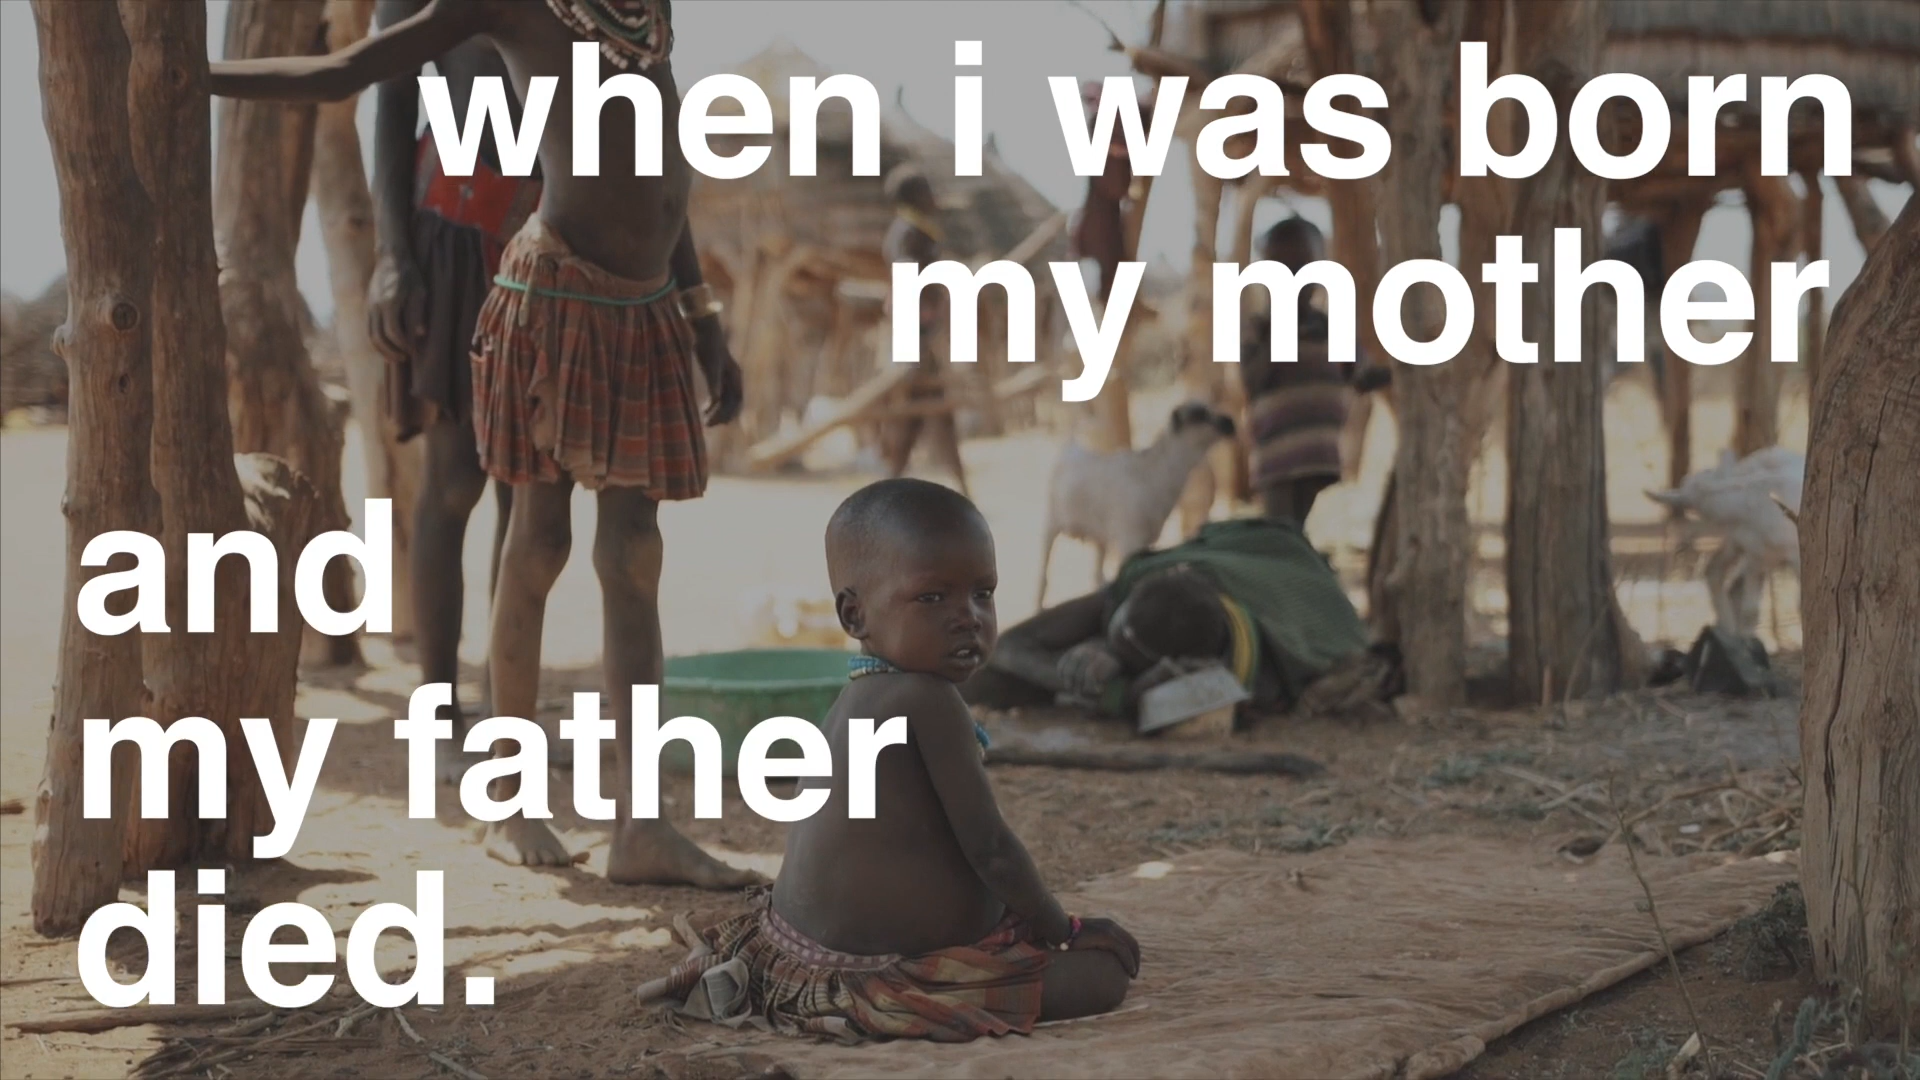 when i was born
my mother
and
my father
died.